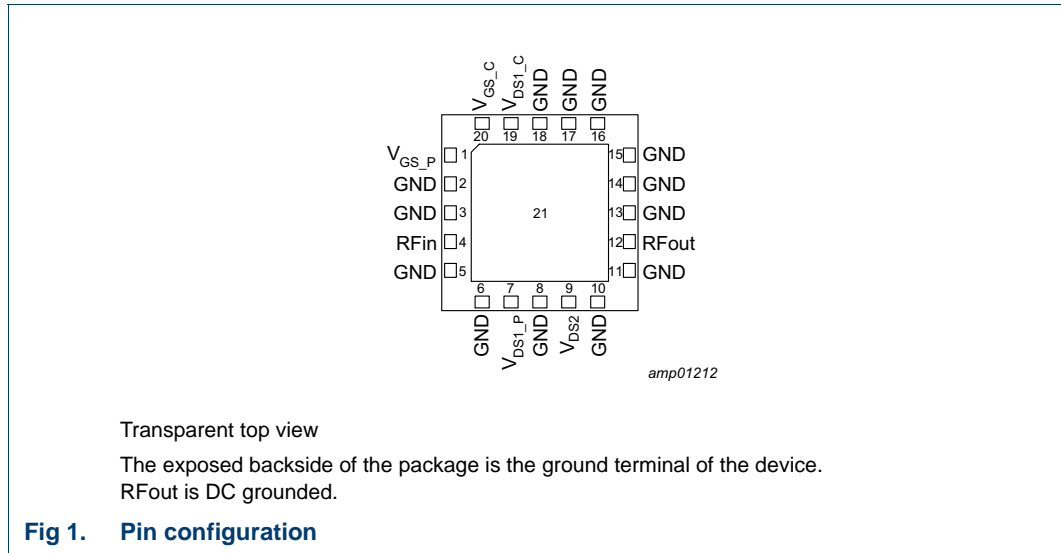 V_GS_C
V_DS1_C
GND
GND
GND
20 19 18 17 16
V_GS_P 1
GND 2
GND 3
RFin 4
GND 5
21
15 GND
14 GND
13 GND
12 RFout
11 GND
6 7 8 9 10
GND
V_DS1_P
GND
V_DS2
GND
amp01212
Transparent top view
The exposed backside of the package is the ground terminal of the device.
RFout is DC grounded.
Fig 1. Pin configuration